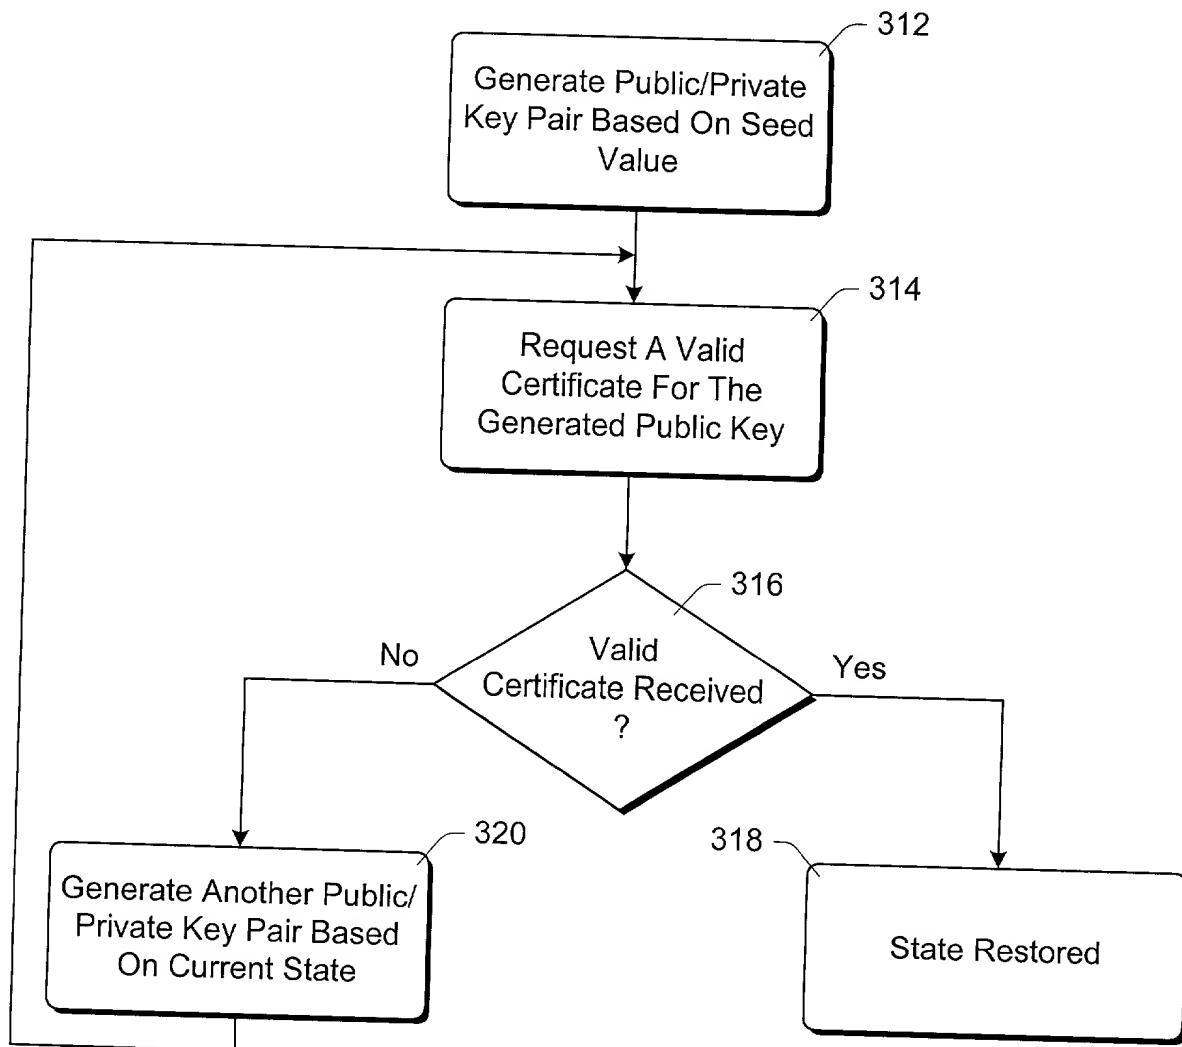 312
Generate Public/Private
Key Pair Based On Seed
Value
314
Request A Valid
Certificate For The
Generated Public Key
316
Valid
Certificate Received
?
No
Yes
320
Generate Another Public/
Private Key Pair Based
On Current State
318
State Restored